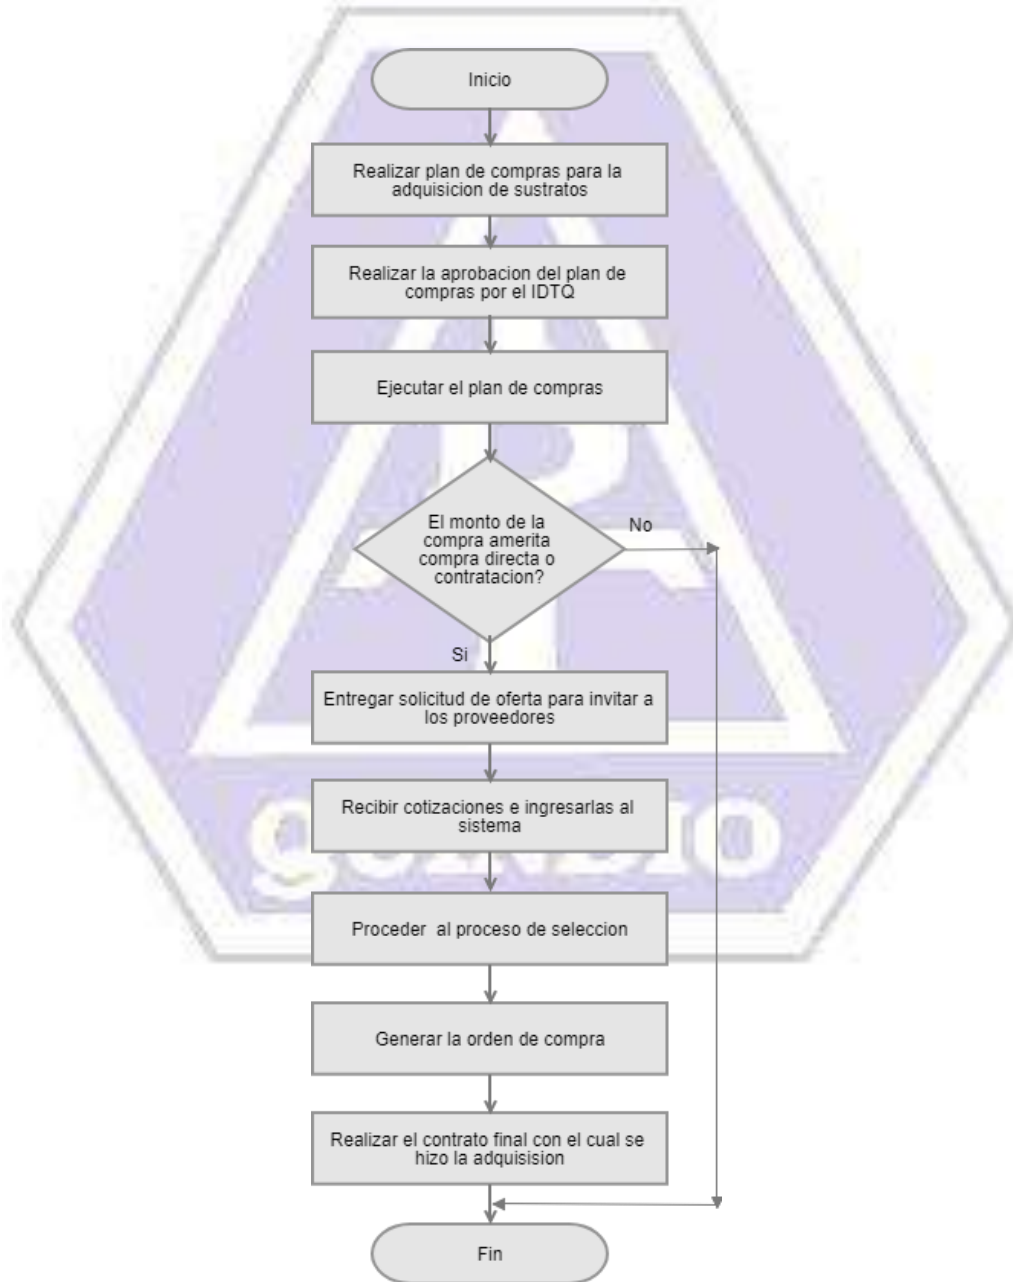 Inicio
Realizar plan de compras para la
adquisicion de sustratos
Realizar la aprobacion del plan de
compras por el IDTQ
Ejecutar el plan de compras
El monto de la
compra amerita
compra directa o
contratacion?
No
Si
Entregar solicitud de oferta para invitar a
los proveedores
Recibir cotizaciones e ingresarlas al
sistema
Proceder al proceso de seleccion
Generar la orden de compra
Realizar el contrato final con el cual se
hizo la adquisision
Fin